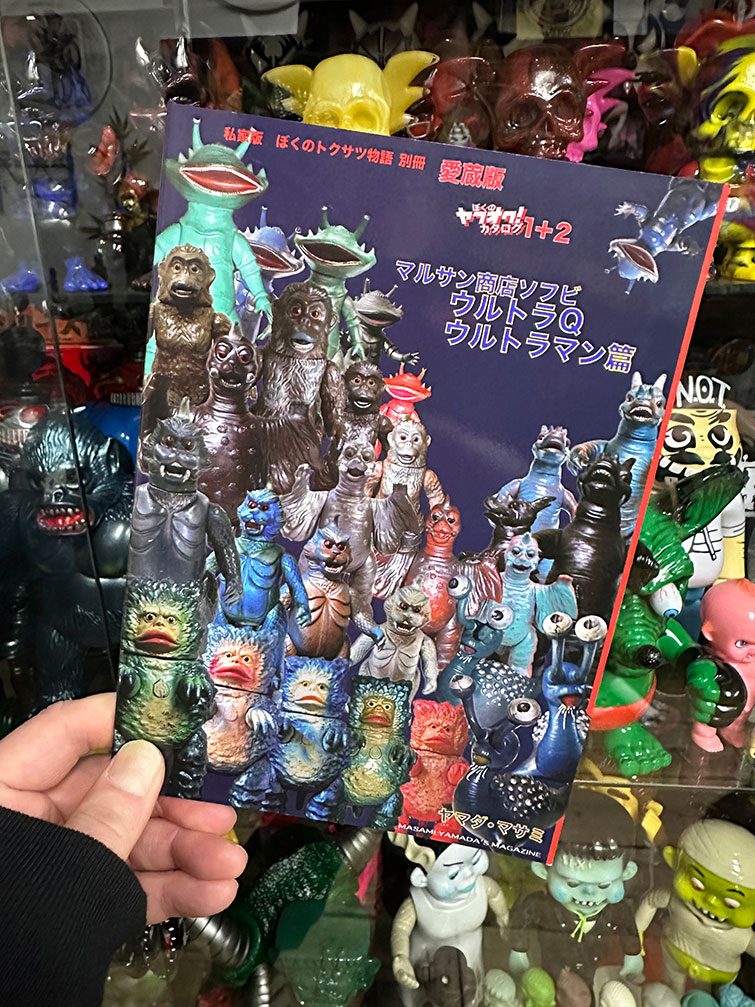 私家版 ぼくのトクサツ物語 別冊 愛蔵版
ぼくの
ヤフオク!
カタログ1+2
マルサン商店ソフビ
ウルトラQ
ウルトラマン篇
N.O.T
ヤマダ・マサミ
MASAMI YAMADA'S MAGAZINE